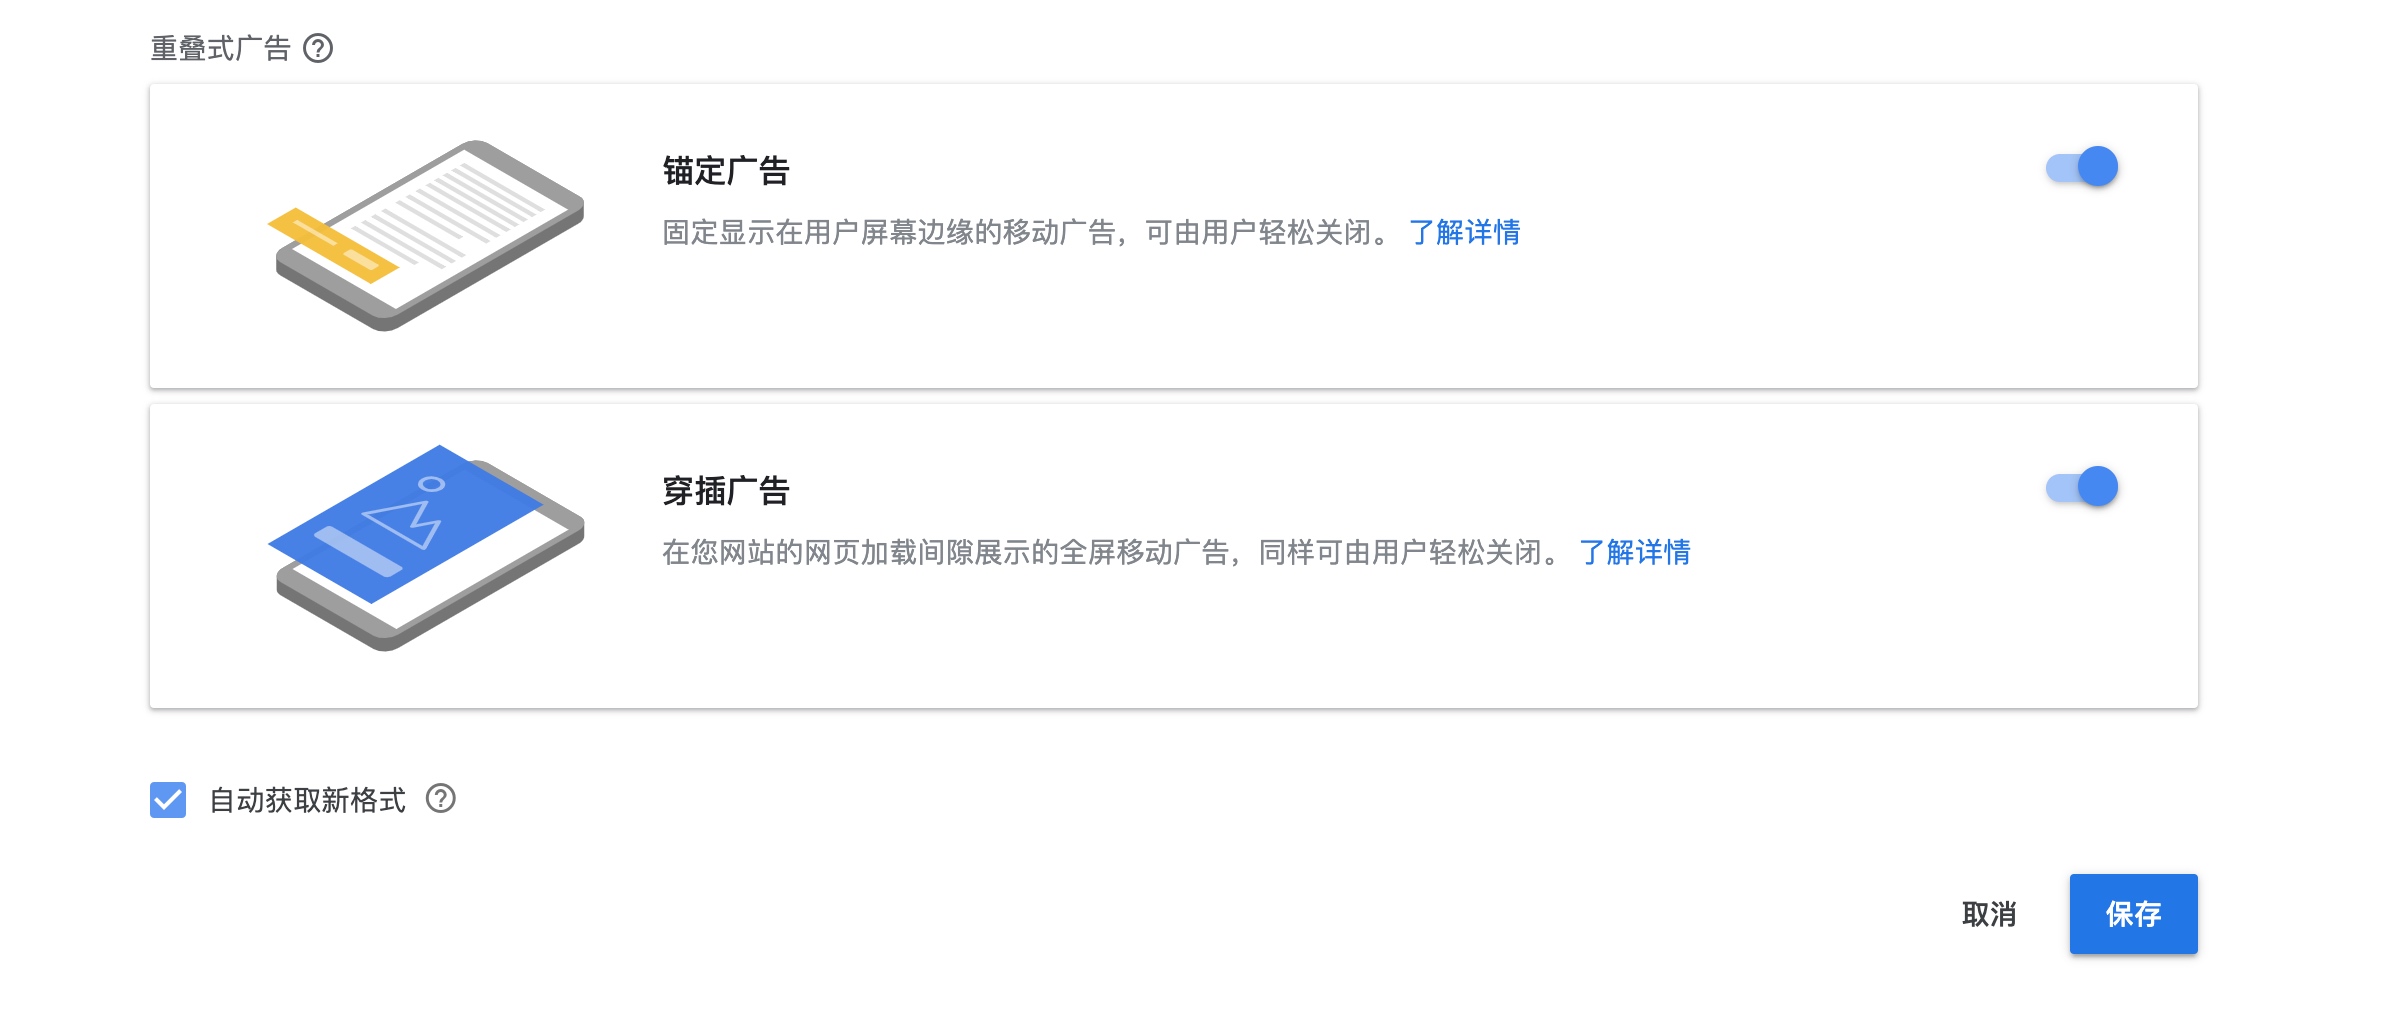 重叠式广告
锚定广告
固定显示在用户屏幕边缘的移动广告，可由用户轻松关闭。 了解详情
穿插广告
在您网站的网页加载间隙展示的全屏移动广告，同样可由用户轻松关闭。 了解详情
自动获取新格式
取消 保存